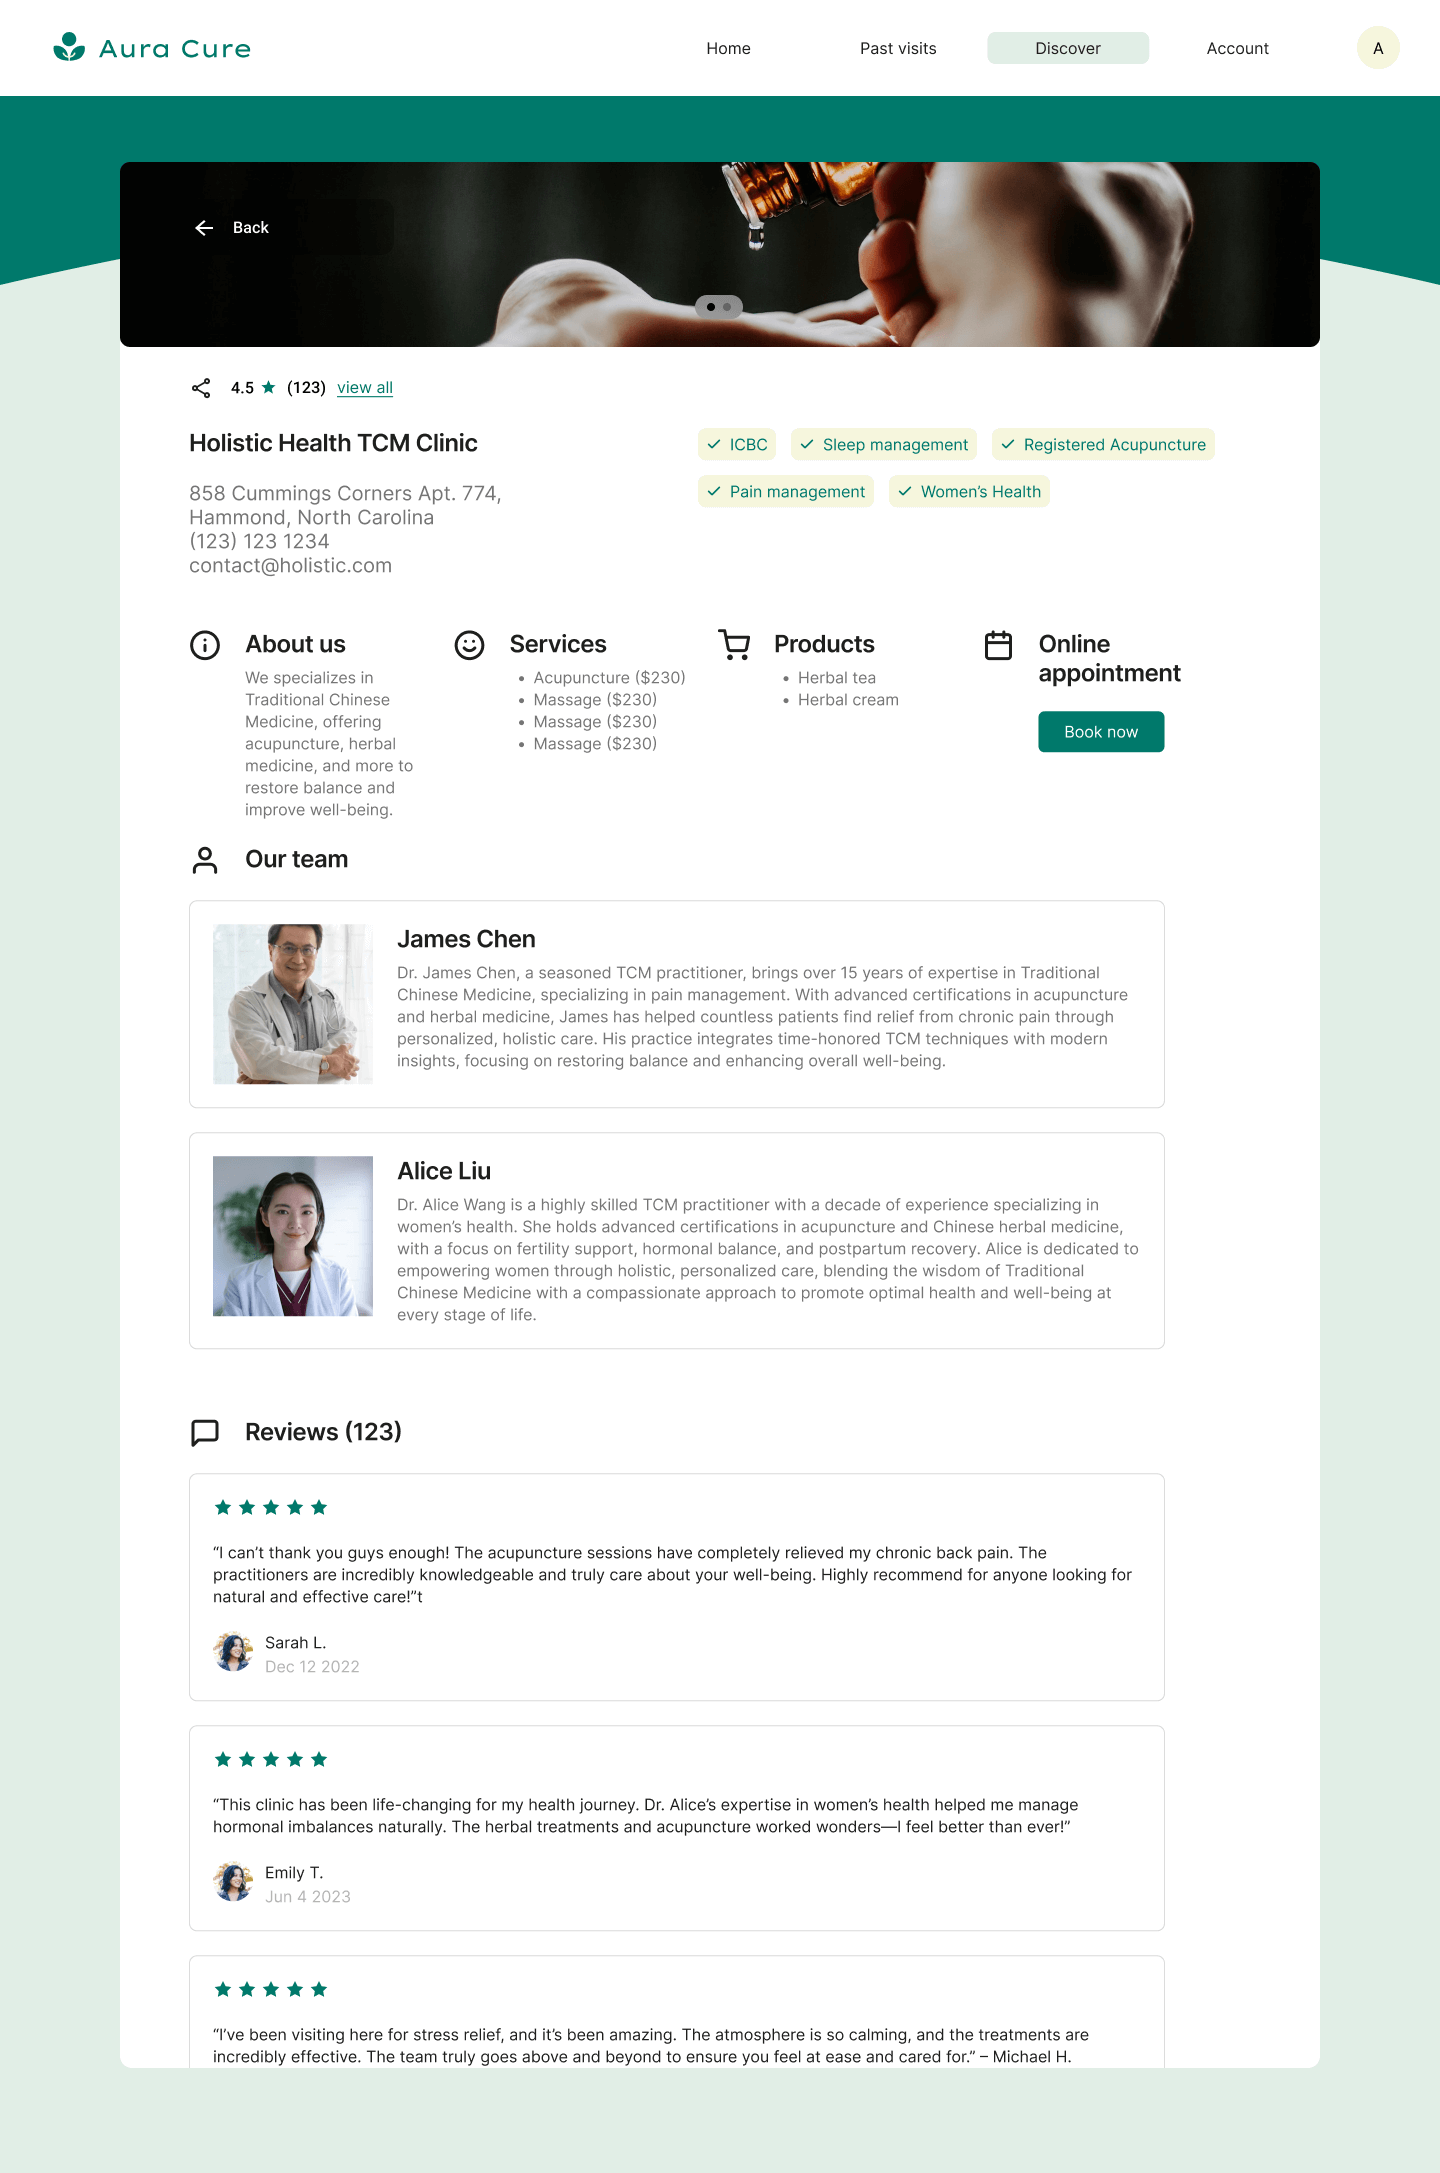 Aura Cure
Home
Past visits
Discover
Account
A
Back
4.5 ★ (123) view all
Holistic Health TCM Clinic
858 Cummings Corners Apt. 774,
Hammond, North Carolina
(123) 123 1234
contact@holistic.com
ICBC
Sleep management
Registered Acupuncture
Pain management
Women’s Health
About us
We specializes in
Traditional Chinese
Medicine, offering
acupuncture, herbal
medicine, and more to
restore balance and
improve well-being.
Services
• Acupuncture ($230)
• Massage ($230)
• Massage ($230)
• Massage ($230)
Products
• Herbal tea
• Herbal cream
Online
appointment
Book now
Our team
James Chen
Dr. James Chen, a seasoned TCM practitioner, brings over 15 years of expertise in Traditional
Chinese Medicine, specializing in pain management. With advanced certifications in acupuncture
and herbal medicine, James has helped countless patients find relief from chronic pain through
personalized, holistic care. His practice integrates time-honored TCM techniques with modern
insights, focusing on restoring balance and enhancing overall well-being.
Alice Liu
Dr. Alice Wang is a highly skilled TCM practitioner with a decade of experience specializing in
women’s health. She holds advanced certifications in acupuncture and Chinese herbal medicine,
with a focus on fertility support, hormonal balance, and postpartum recovery. Alice is dedicated to
empowering women through holistic, personalized care, blending the wisdom of Traditional
Chinese Medicine with a compassionate approach to promote optimal health and well-being at
every stage of life.
Reviews (123)
“I can’t thank you guys enough! The acupuncture sessions have completely relieved my chronic back pain. The
practitioners are incredibly knowledgeable and truly care about your well-being. Highly recommend for anyone looking for
natural and effective care!”t
Sarah L.
Dec 12 2022
“This clinic has been life-changing for my health journey. Dr. Alice’s expertise in women’s health helped me manage
hormonal imbalances naturally. The herbal treatments and acupuncture worked wonders—I feel better than ever!”
Emily T.
Jun 4 2023
“I’ve been visiting here for stress relief, and it’s been amazing. The atmosphere is so calming, and the treatments are
incredibly effective. The team truly goes above and beyond to ensure you feel at ease and cared for.” – Michael H.